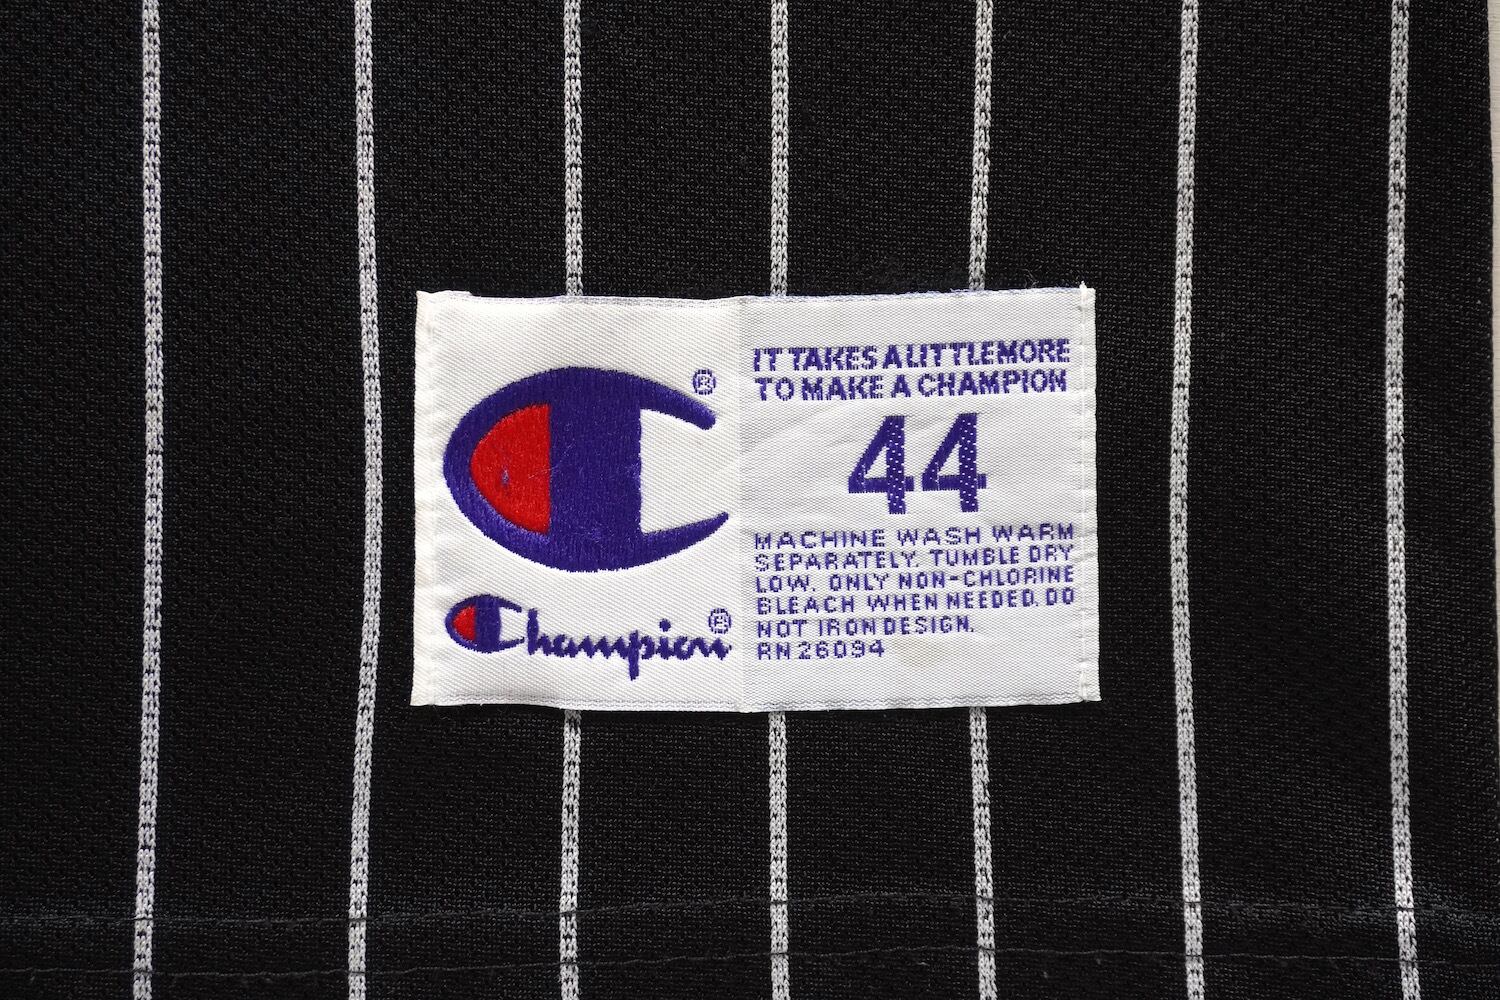 ®
Champion®
IT TAKES A LITTLE MORE
TO MAKE A CHAMPION
44
MACHINE WASH WARM
SEPARATELY. TUMBLE DRY
LOW. ONLY NON-CHLORINE
BLEACH WHEN NEEDED. DO
NOT IRON DESIGN.
RN 26094